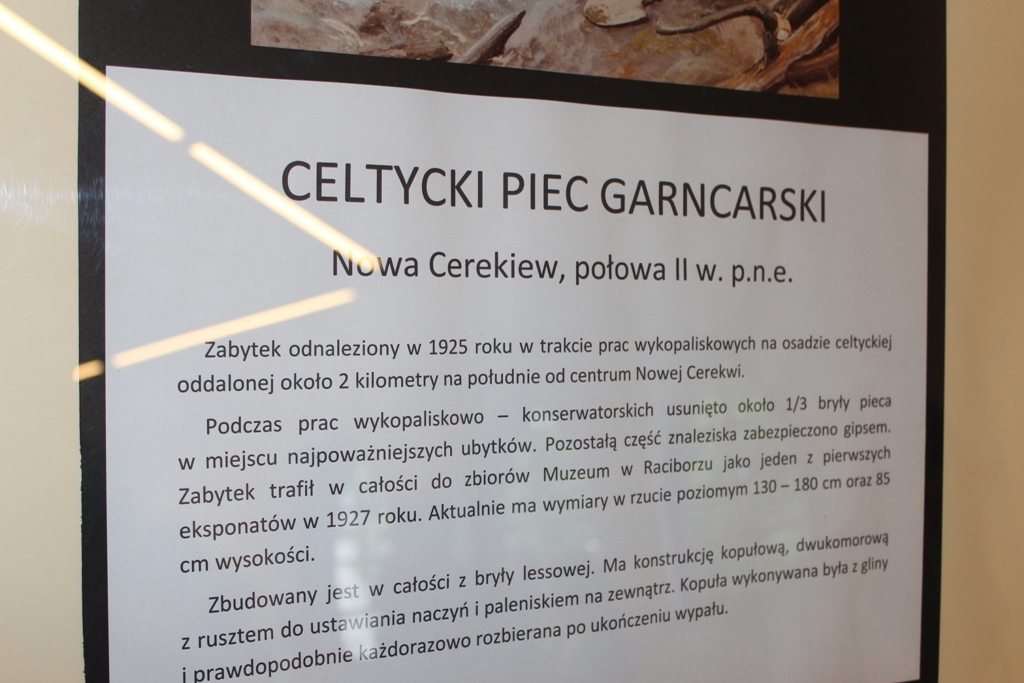 CELTYCKI PIEC GARNCARSKI
Nowa Cerekiew, połowa II w. p.n.e.
Zabytek odnaleziony w 1925 roku w trakcie prac wykopaliskowych na osadzie celtyckiej
oddalonej około 2 kilometry na południe od centrum Nowej Cerekwi.
Podczas prac wykopaliskowo – konserwatorskich usunięto około 1/3 bryły pieca
w miejscu najpoważniejszych ubytków. Pozostałą część znaleziska zabezpieczono gipsem.
Zabytek trafił w całości do zbiorów Muzeum w Raciborzu jako jeden z pierwszych
eksponatów w 1927 roku. Aktualnie ma wymiary w rzucie poziomym 130 – 180 cm oraz 85
cm wysokości.
Zbudowany jest w całości z bryły lessowej. Ma konstrukcję kopułową, dwukomorową
z rusztem do ustawiania naczyń i paleniskiem na zewnątrz. Kopuła wykonywana była z gliny
i prawdopodobnie każdorazowo rozbierana po ukończeniu wypału.